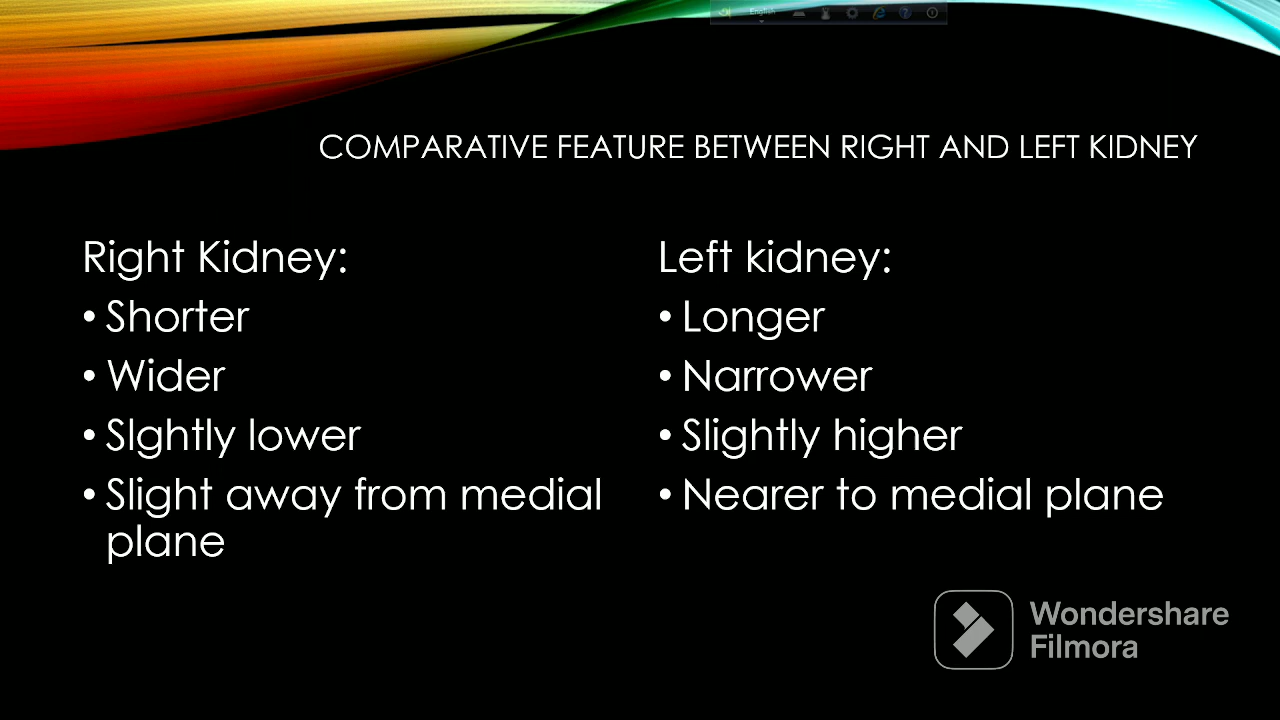 English
COMPARATIVE FEATURE BETWEEN RIGHT AND LEFT KIDNEY
Right Kidney:
• Shorter
• Wider
• Slghtly lower
• Slight away from medial
plane
Left kidney:
• Longer
• Narrower
• Slightly higher
• Nearer to medial plane
Wondershare
Filmora